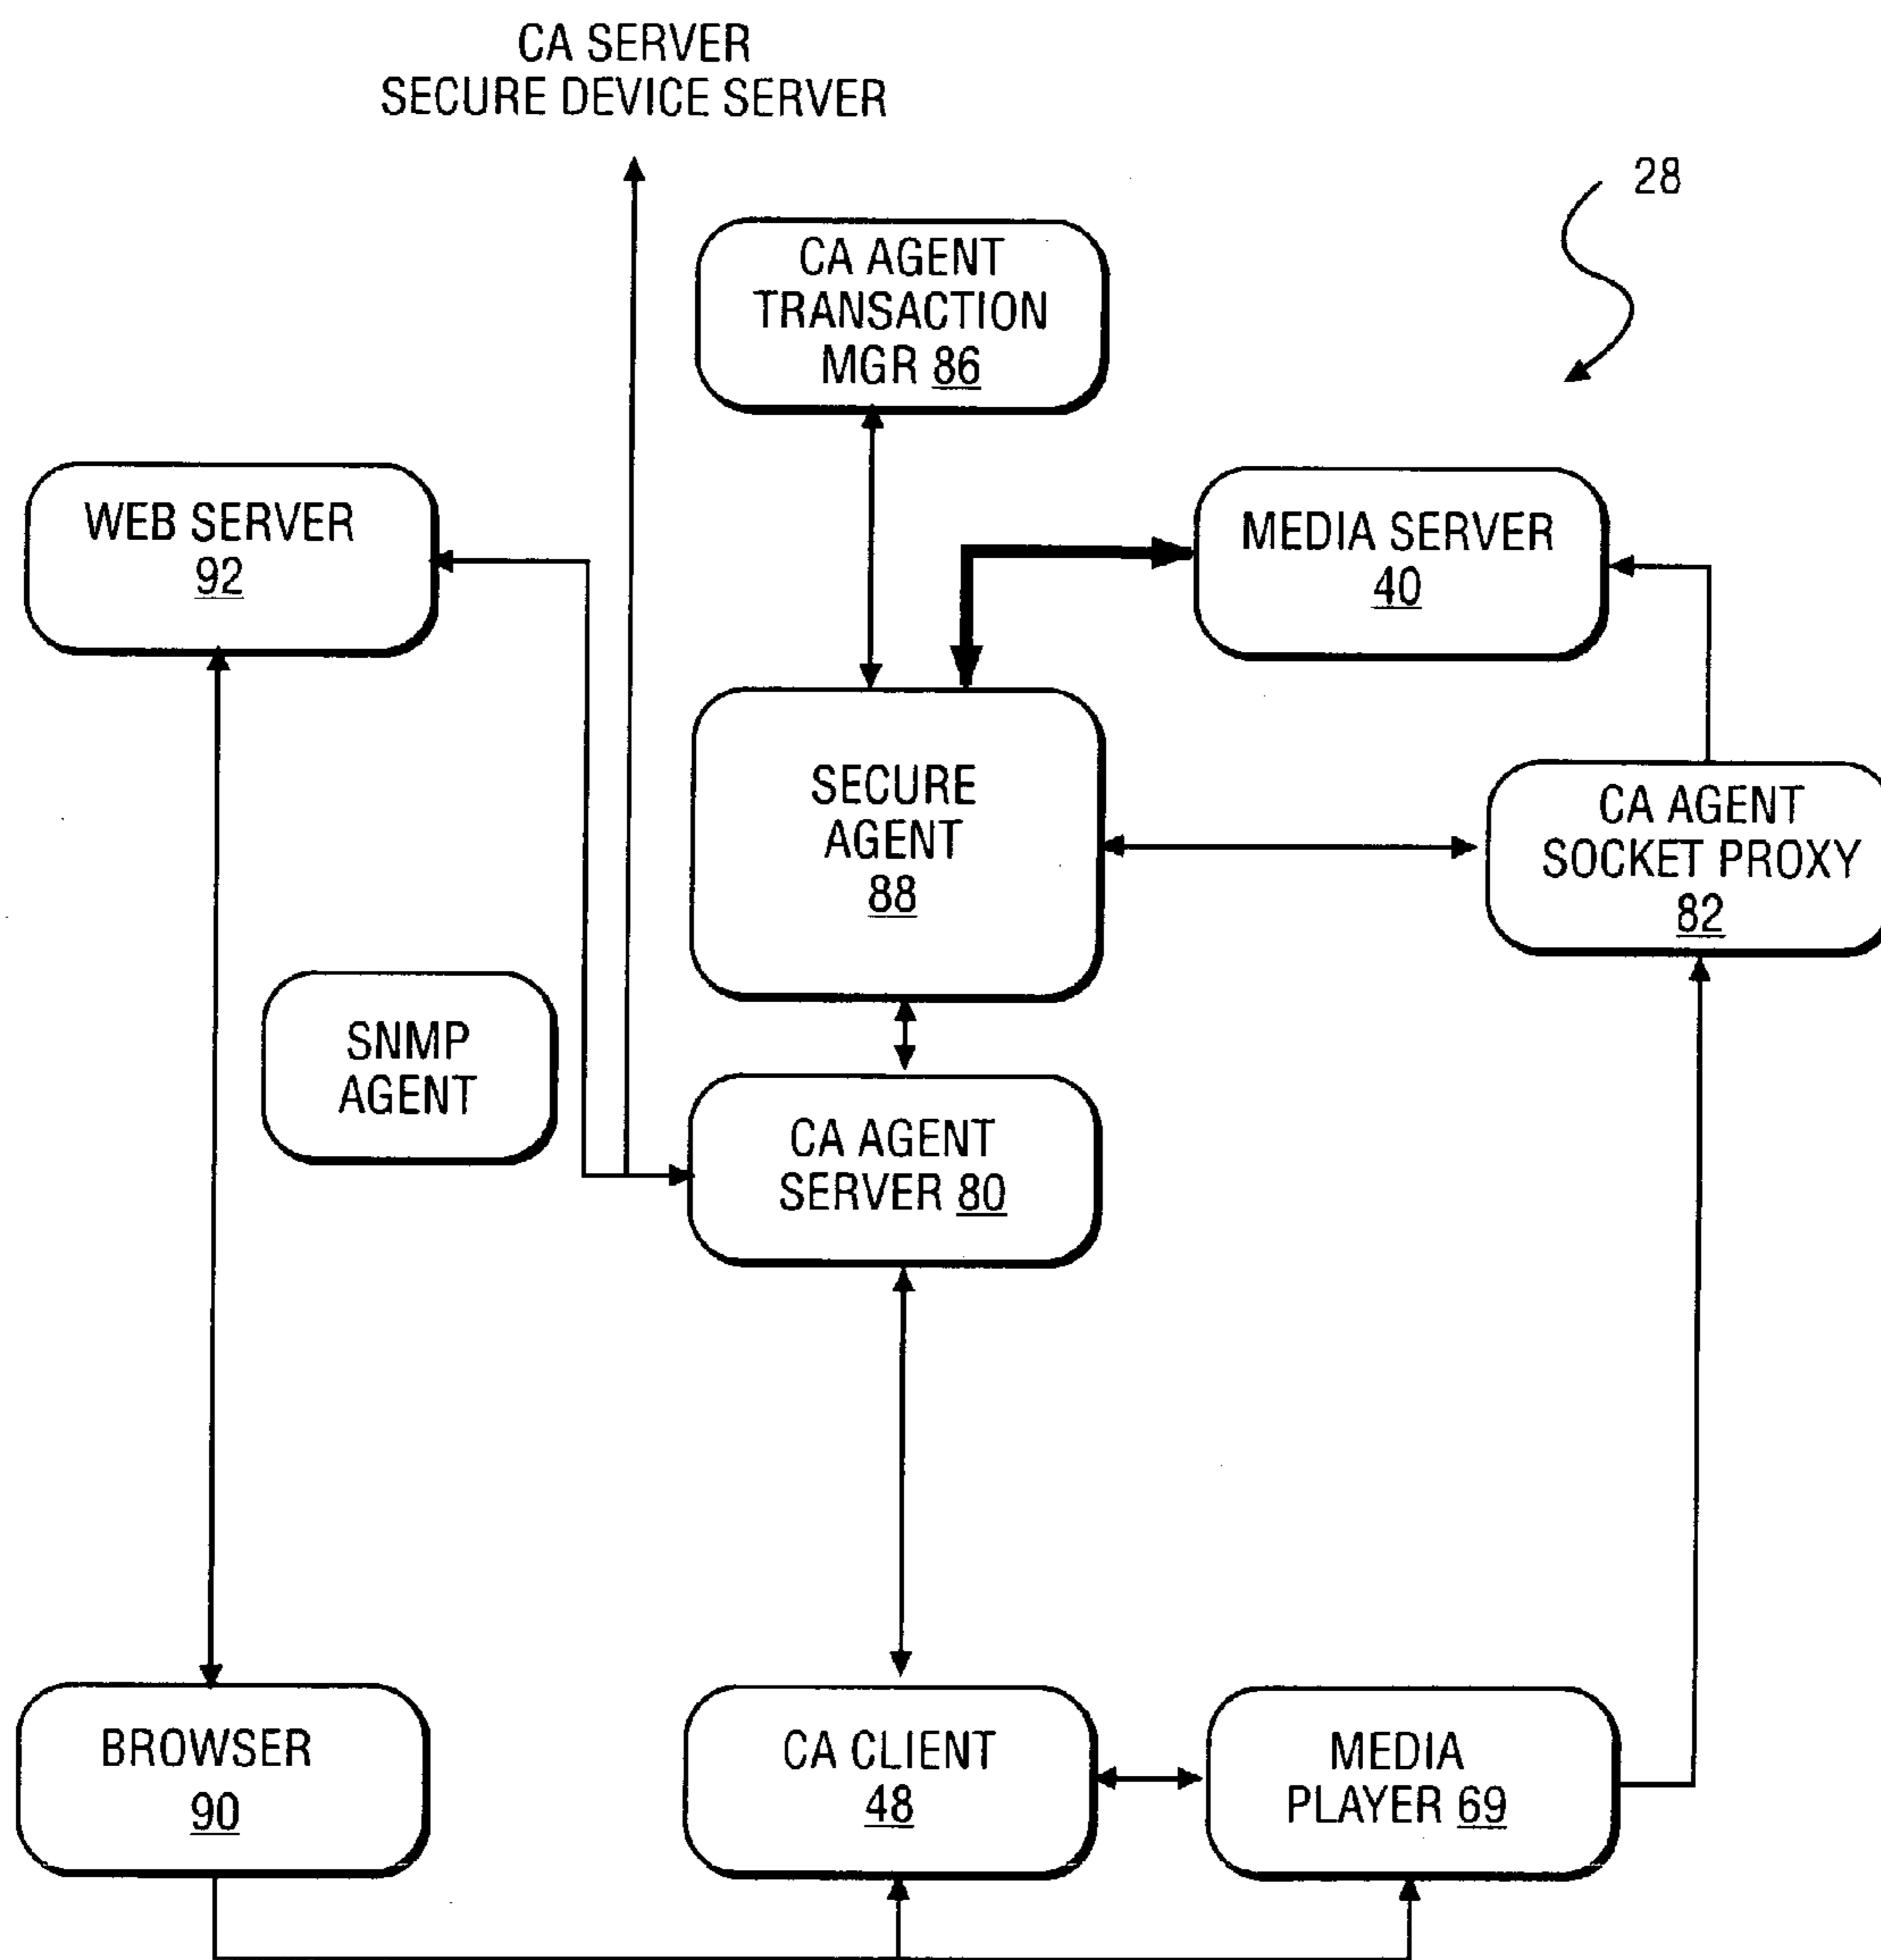 CA SERVER
SECURE DEVICE SERVER
28
CA AGENT
TRANSACTION
MGR 86
WEB SERVER
92
MEDIA SERVER
40
SECURE
AGENT
88
CA AGENT
SOCKET PROXY
82
SNMP
AGENT
CA AGENT
SERVER 80
BROWSER
90
CA CLIENT
48
MEDIA
PLAYER 69